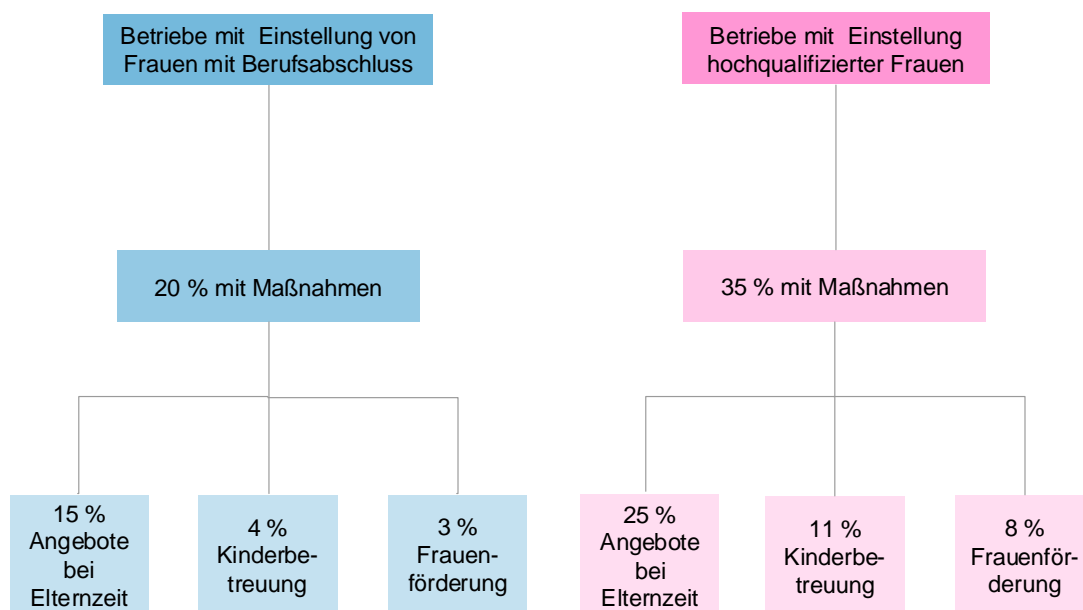 Betriebe mit Einstellung von
Frauen mit Berufsabschluss
Betriebe mit Einstellung
hochqualifizierter Frauen
20 % mit Maßnahmen
35 % mit Maßnahmen
15 %
Angebote
bei
Elternzeit
4 %
Kinderbe-
treuung
3 %
Frauen-
förderung
25 %
Angebote
bei
Elternzeit
11 %
Kinderbe-
treuung
8 %
Frauenför-
derung